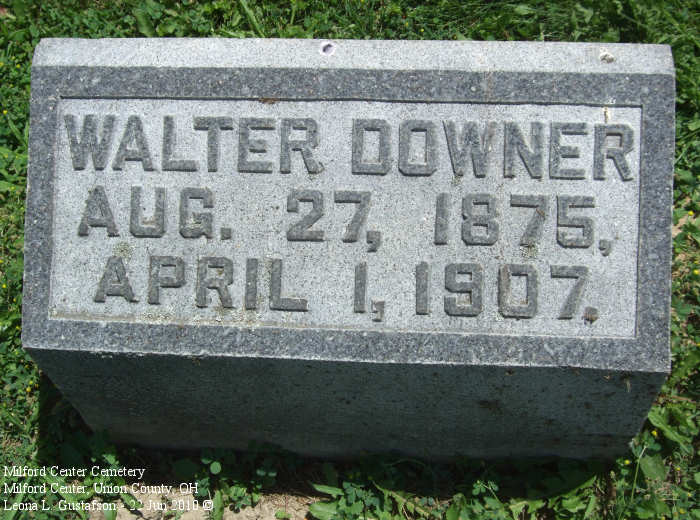 WALTER D. DOWNER
AUG. 27, 1875,
APRIL 1, 1907.
Milford Center Cemetery
Milford Center, Union County, OH
Leona L. Gustafson - 22 Jun 2010 ©